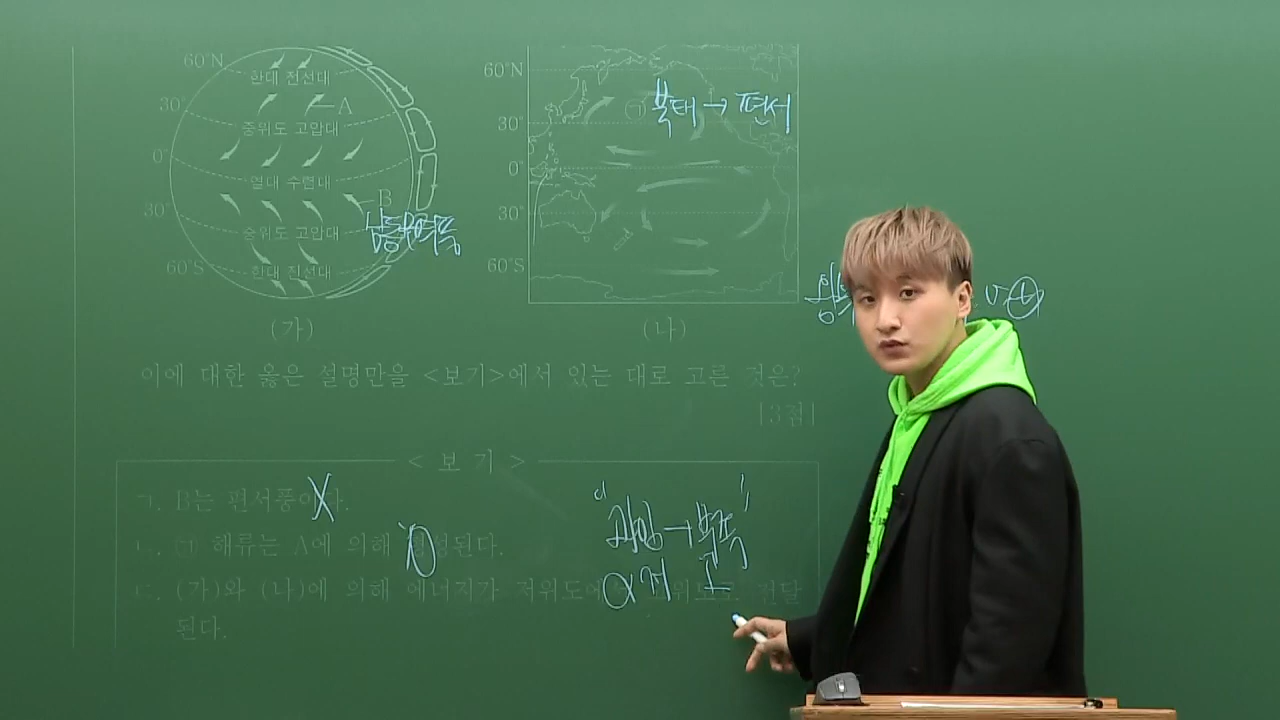 60°N
한대 전선대
A
30°
중위도 고압대
0°
열대 수렴대
B
남동무역풍
30°
중위도 고압대
60°S
한대 전선대
(가)
60°N
㉠
북태 → 편서
30°
0°
30°
60°S
(나)
이에 대한 옳은 설명만을 <보기>에서 있는 대로 고른 것은?
[3점]
< 보 기 >
ㄱ. B는 편서풍이다.
X
ㄴ. ㉠ 해류는 A에 의해 형성된다.
O
ㄷ. (가)와 (나)에 의해 에너지가 저위도에서 고위도로 전달
된다.
과잉 → 부족
저 고